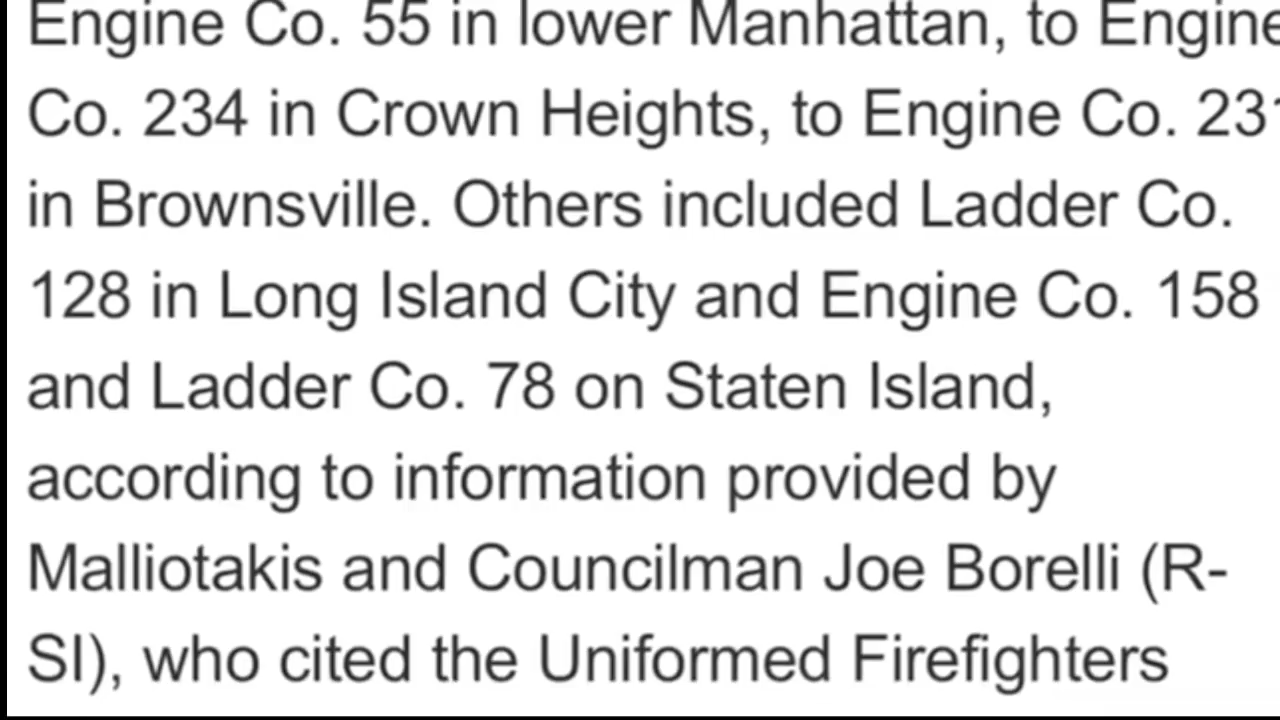 Engine Co. 55 in lower Manhattan, to Engine
Co. 234 in Crown Heights, to Engine Co.
in Brownsville. Others included Ladder Co.
128 in Long Island City and Engine Co. 158
and Ladder Co. 78 on Staten Island,
according to information provided by
Malliotakis and Councilman Joe Borelli (R-
SI), who cited the Uniformed Firefighters